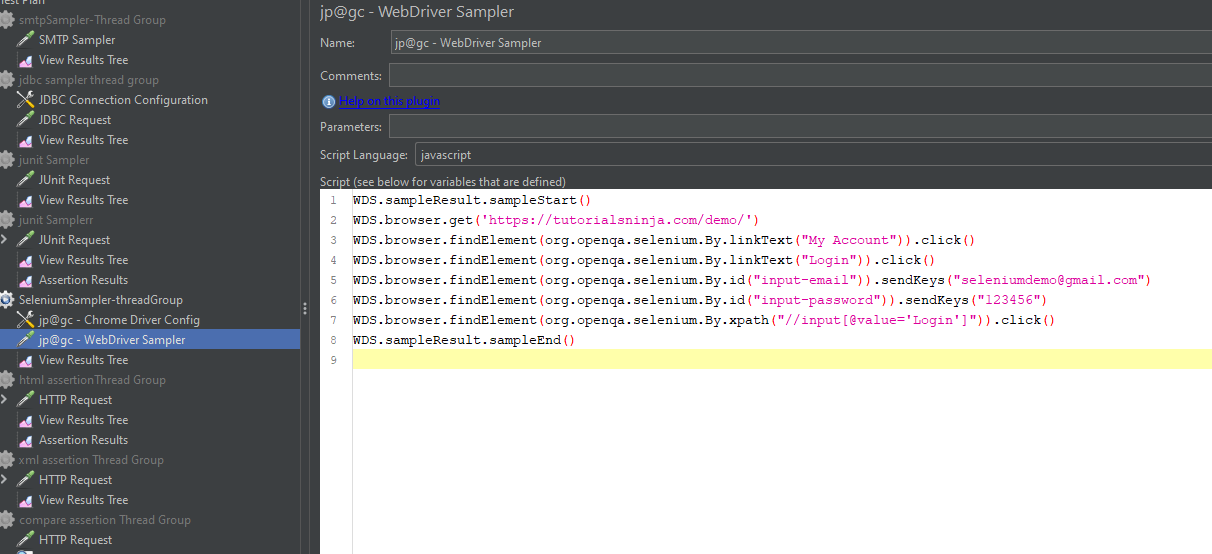 Test Plan
smtpSampler-Thread Group
SMTP Sampler
View Results Tree
jdbc sampler thread group
JDBC Connection Configuration
JDBC Request
View Results Tree
junit Sampler
JUnit Request
View Results Tree
junit Samplerr
JUnit Request
View Results Tree
Assertion Results
SeleniumSampler-threadGroup
jp@gc - Chrome Driver Config
jp@gc - WebDriver Sampler
View Results Tree
html assertionThread Group
HTTP Request
View Results Tree
Assertion Results
xml assertion Thread Group
HTTP Request
View Results Tree
compare assertion Thread Group
HTTP Request
jp@gc - WebDriver Sampler
Name: jp@gc - WebDriver Sampler
Comments:
Help on this plugin
Parameters:
Script Language: javascript
Script (see below for variables that are defined)
1 WDS.sampleResult.sampleStart()
2 WDS.browser.get('https://tutorialsninja.com/demo/')
3 WDS.browser.findElement(org.openqa.selenium.By.linkText("My Account")).click()
4 WDS.browser.findElement(org.openqa.selenium.By.linkText("Login")).click()
5 WDS.browser.findElement(org.openqa.selenium.By.id("input-email")).sendKeys("seleniumdemo@gmail.com")
6 WDS.browser.findElement(org.openqa.selenium.By.id("input-password")).sendKeys("123456")
7 WDS.browser.findElement(org.openqa.selenium.By.xpath("//input[@value='Login']")).click()
8 WDS.sampleResult.sampleEnd()
9